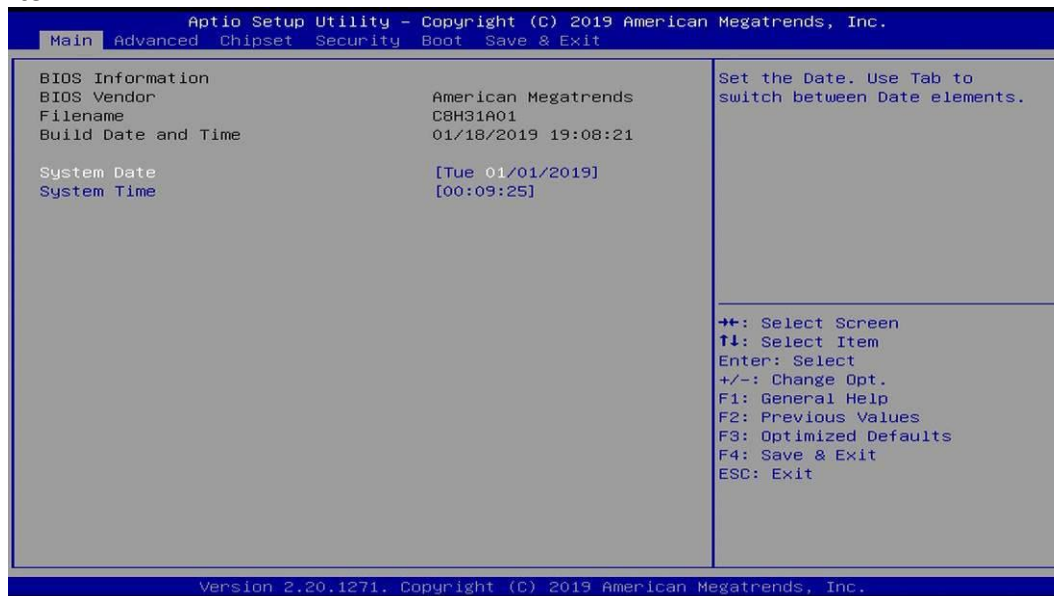 Aptio Setup Utility – Copyright (C) 2019 American Megatrends, Inc.
Main Advanced Chipset Security Boot Save & Exit
BIOS Information
BIOS Vendor American Megatrends
Filename C8H31A01
Build Date and Time 01/18/2019 19:08:21
System Date [Tue 01/01/2019]
System Time [00:09:25]
Set the Date. Use Tab to
switch between Date elements.
→←: Select Screen
↑↓: Select Item
Enter: Select
+/-: Change Opt.
F1: General Help
F2: Previous Values
F3: Optimized Defaults
F4: Save & Exit
ESC: Exit
Version 2.20.1271. Copyright (C) 2019 American Megatrends, Inc.